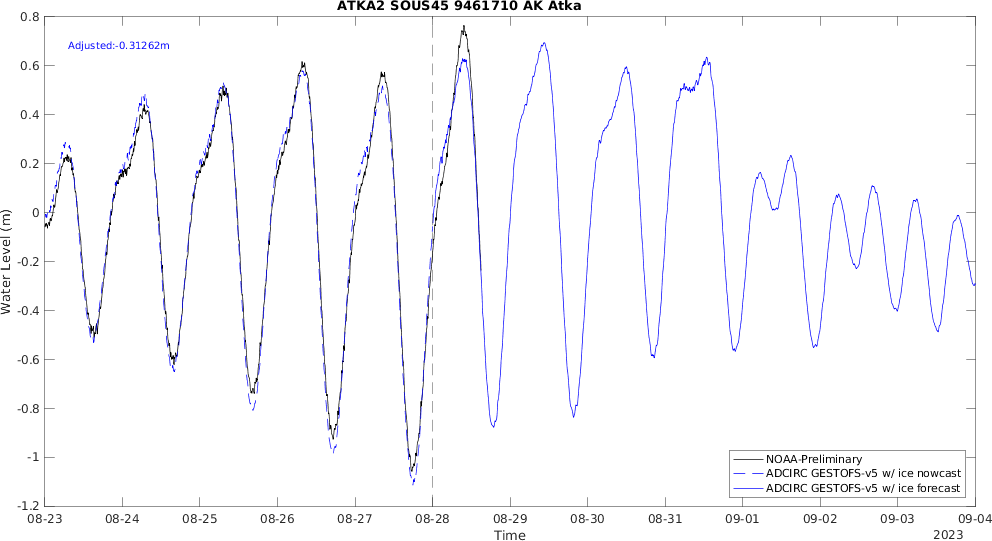 ATKA2 SOUS45 9461710 AK Atka
Adjusted:-0.31262m
0.8
0.6
0.4
0.2
0
-0.2
-0.4
-0.6
-0.8
-1
-1.2
Water Level (m)
NOAA-Preliminary
ADCIRC GESTOFS-v5 w/ ice nowcast
ADCIRC GESTOFS-v5 w/ ice forecast
08-23 08-24 08-25 08-26 08-27 08-28 08-29 08-30 08-31 09-01 09-02 09-03 09-04
Time
2023